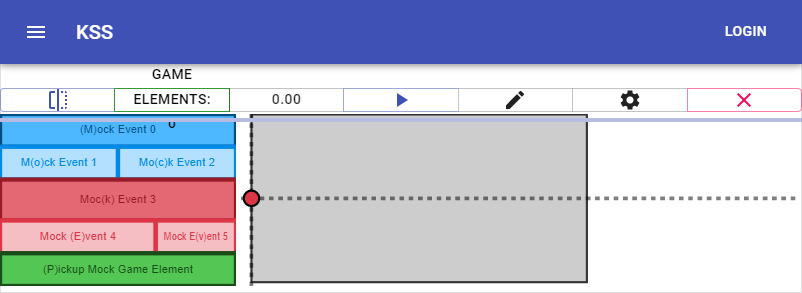 KSS
LOGIN
GAME
ELEMENTS:
0
0.00
(M)ock Event 0
M(o)ck Event 1
Mo(c)k Event 2
Moc(k) Event 3
Mock (E)vent 4
Mock E(v)ent 5
(P)ickup Mock Game Element